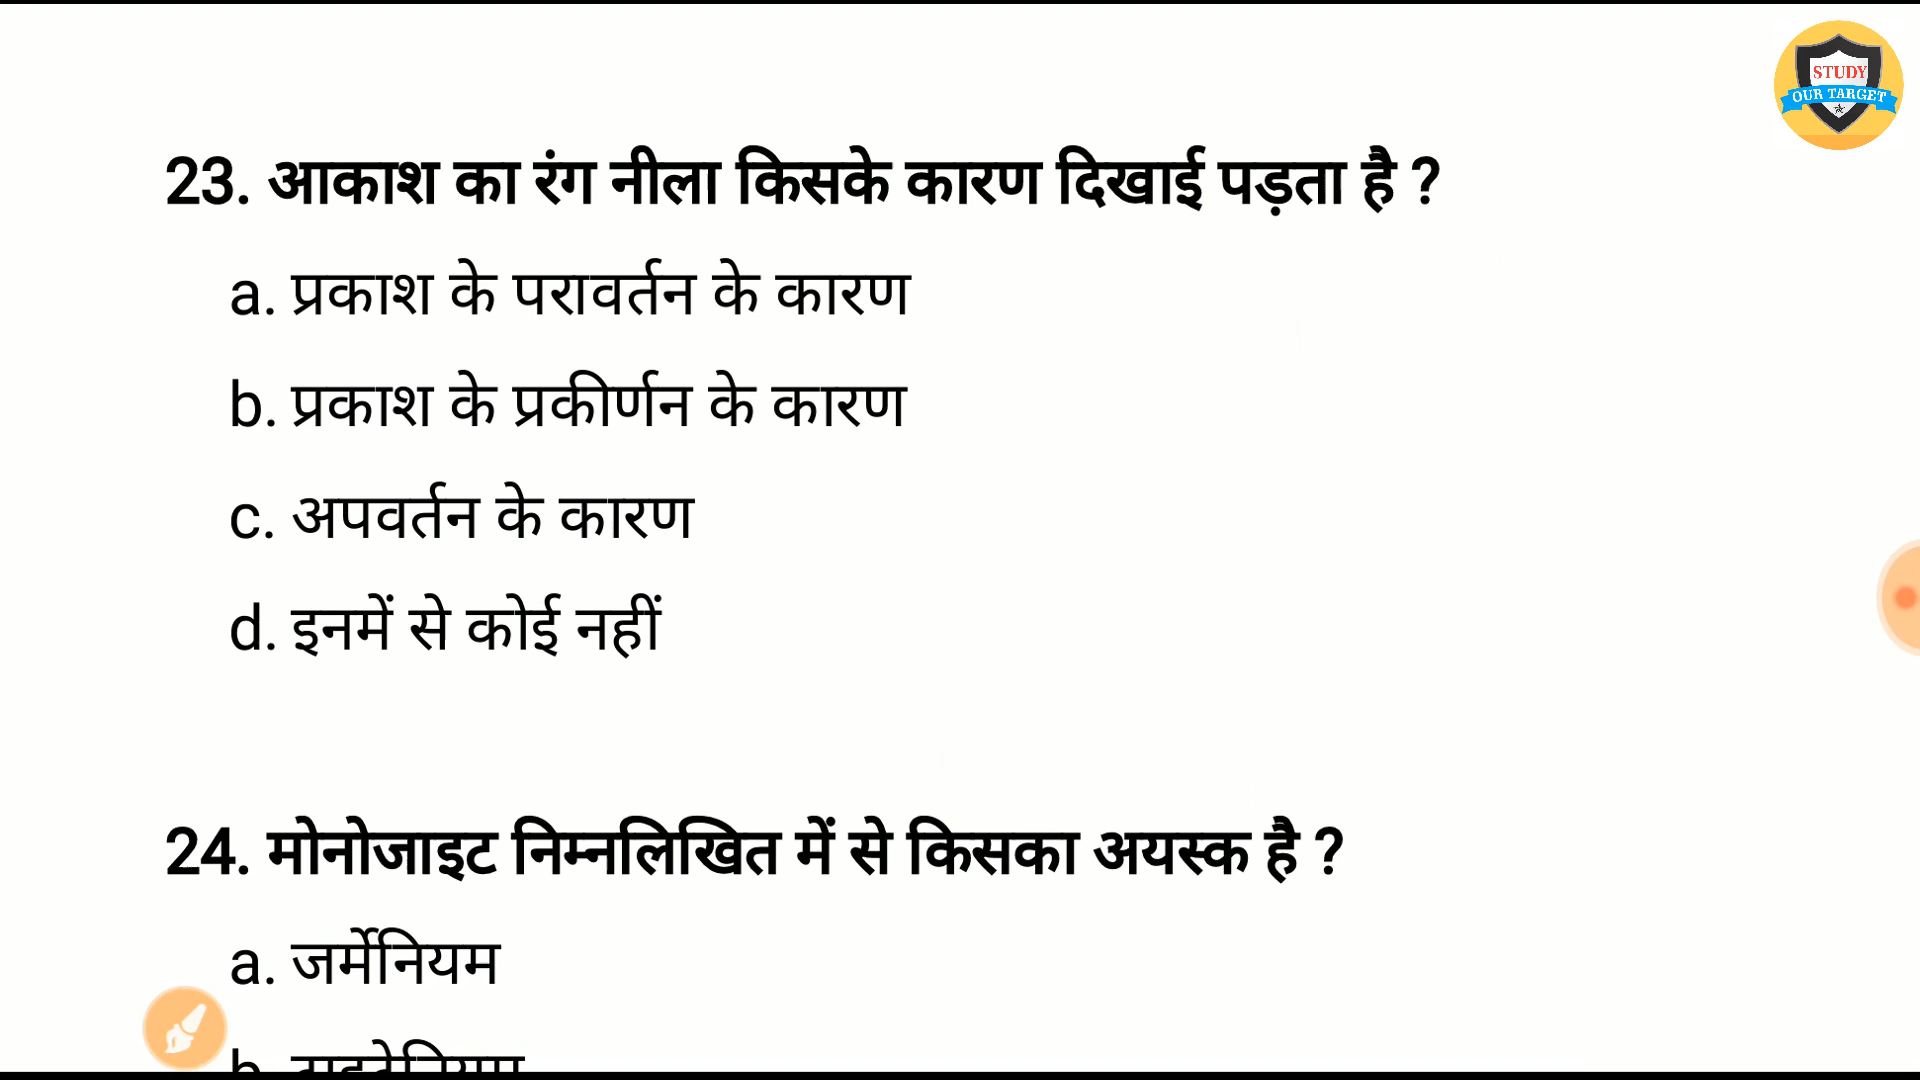 STUDY
OUR TARGET
23. आकाश का रंग नीला किसके कारण दिखाई पड़ता है ?
a. प्रकाश के परावर्तन के कारण
b. प्रकाश के प्रकीर्णन के कारण
c. अपवर्तन के कारण
d. इनमें से कोई नहीं
24. मोनोजाइट निम्नलिखित में से किसका अयस्क है ?
a. जर्मेनियम
b.